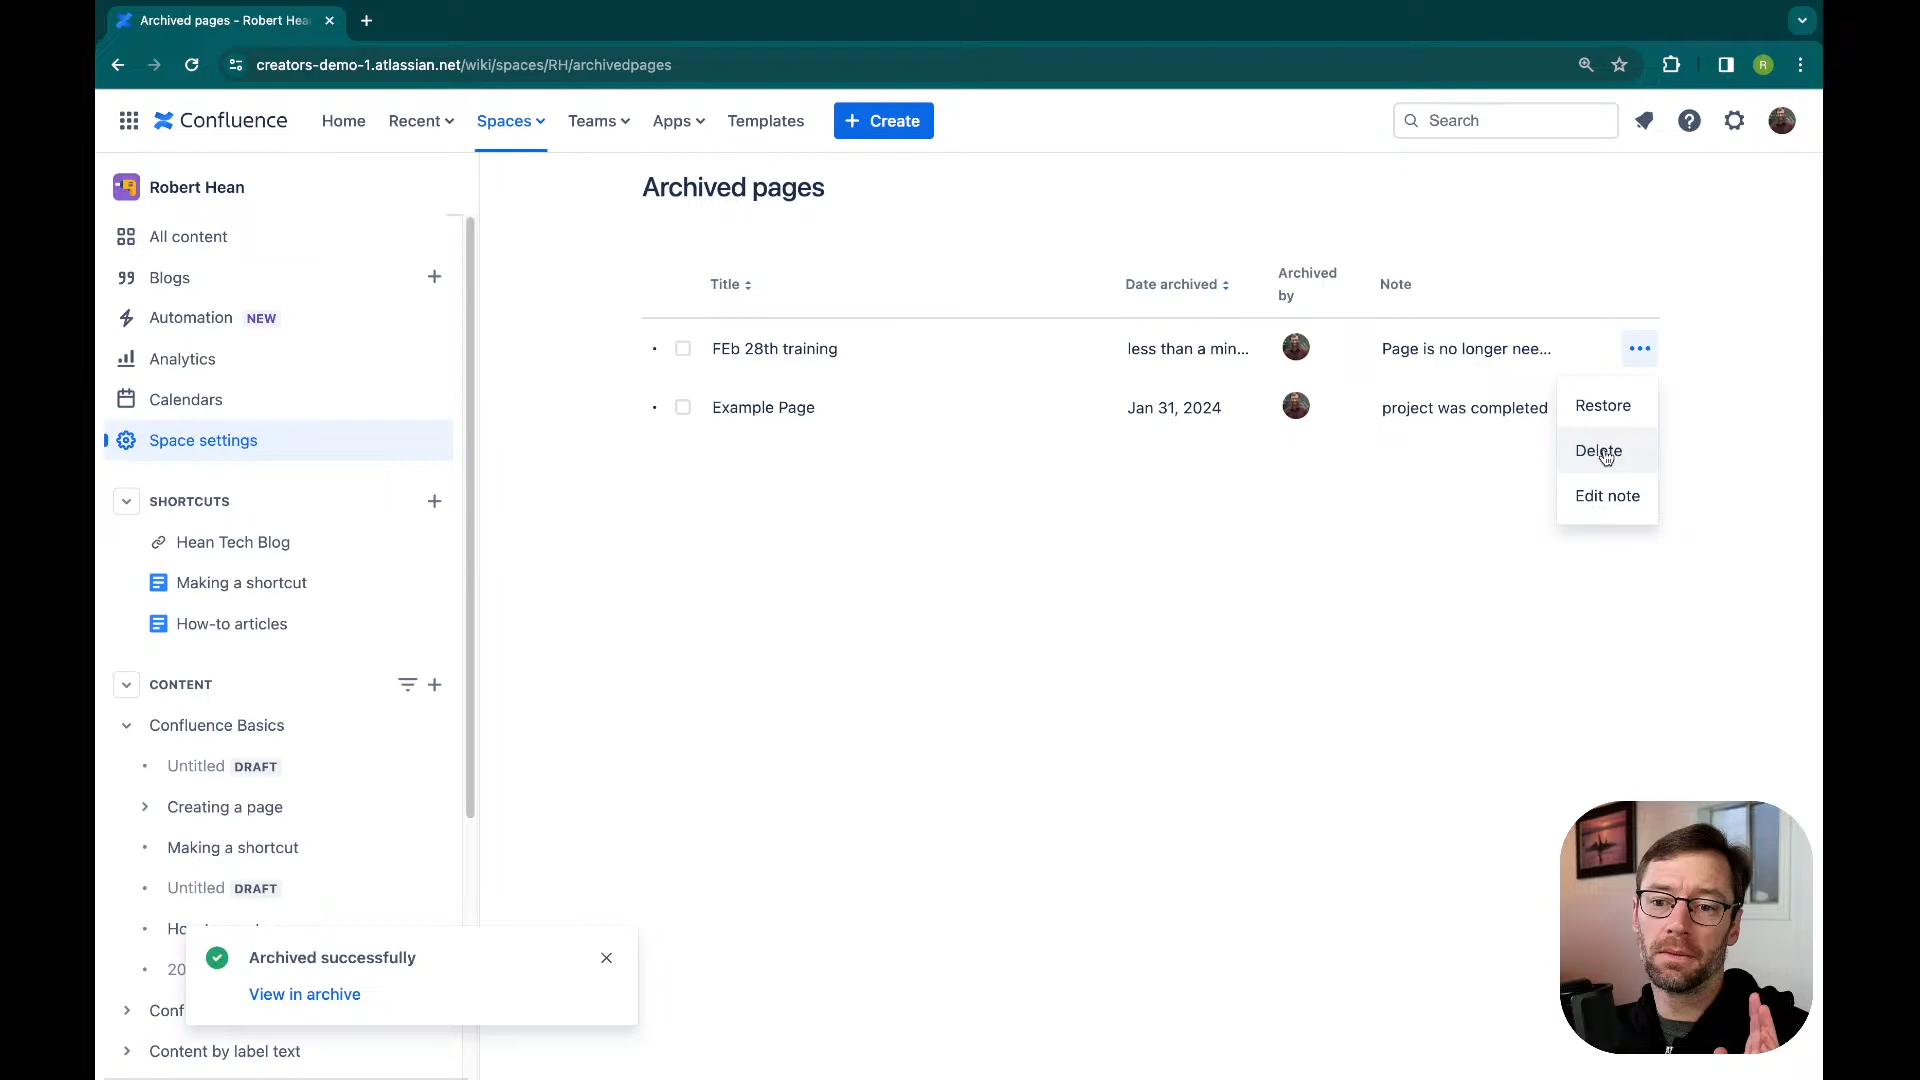 Archived pages - Robert Hea
creators-demo-1.atlassian.net/wiki/spaces/RH/archivedpages
R
Confluence
Home
Recent
Spaces
Teams
Apps
Templates
+ Create
Search
Robert Hean
All content
Blogs
Automation NEW
Analytics
Calendars
Space settings
SHORTCUTS
Hean Tech Blog
Making a shortcut
How-to articles
CONTENT
Confluence Basics
Untitled DRAFT
Creating a page
Making a shortcut
Untitled DRAFT
20
Conf
Content by label text
Archived successfully
View in archive
Archived pages
Title
Date archived
Archived
by
Note
FEb 28th training
less than a min...
Page is no longer nee...
Example Page
Jan 31, 2024
project was completed
Restore
Delete
Edit note